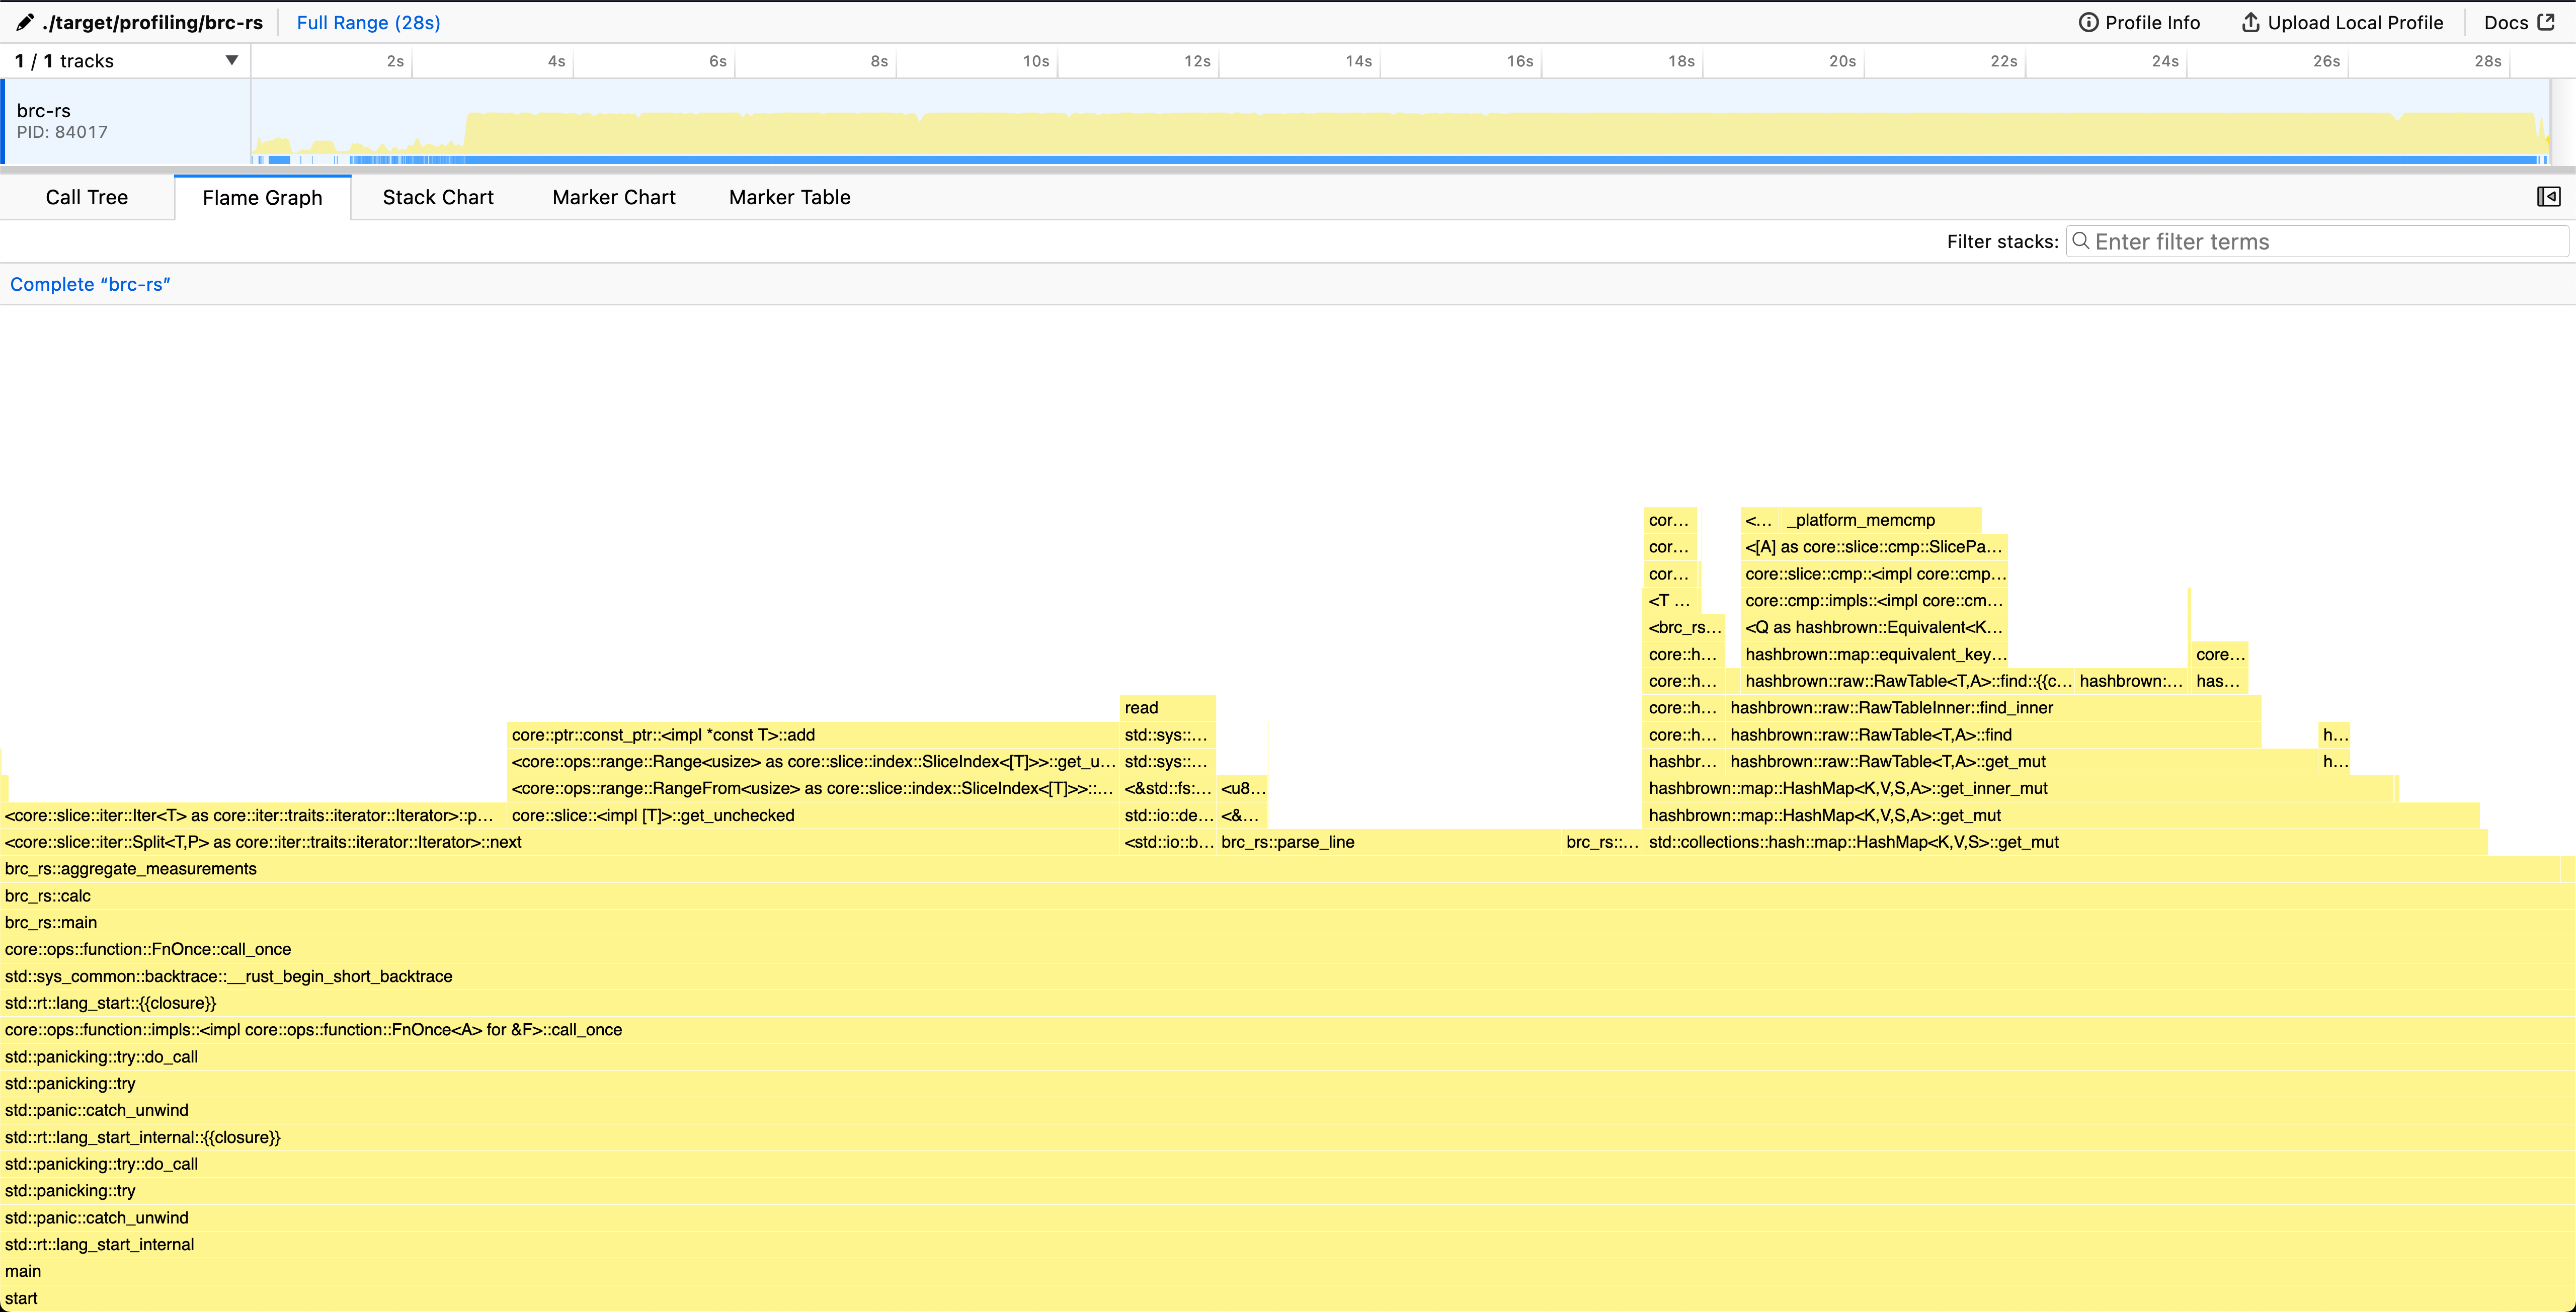 ./target/profiling/brc-rs Full Range (28s) Profile Info Upload Local Profile Docs
1 / 1 tracks 2s 4s 6s 8s 10s 12s 14s 16s 18s 20s 22s 24s 26s 28s
brc-rs
PID: 84017
Call Tree Flame Graph Stack Chart Marker Chart Marker Table
Filter stacks: Enter filter terms
Complete “brc-rs”
cor... <... _platform_memcmp
cor... <[A] as core::slice::cmp::SlicePa...
cor... core::slice::cmp::<impl core::cmp...
<T ... core::cmp::impls::<impl core::cm...
<brc_rs... <Q as hashbrown::Equivalent<K...
core::h... hashbrown::map::equivalent_key... core...
core::h... hashbrown::raw::RawTable<T,A>::find::{{c... hashbrown:... has...
read core::h... hashbrown::raw::RawTableInner::find_inner
core::ptr::const_ptr::<impl *const T>::add std::sys::... core::h... hashbrown::raw::RawTable<T,A>::find h...
<core::ops::range::Range<usize> as core::slice::index::SliceIndex<[T]>>::get_u... std::sys::... hashbr... hashbrown::raw::RawTable<T,A>::get_mut h...
<core::ops::range::RangeFrom<usize> as core::slice::index::SliceIndex<[T]>>::... <&std::fs:... <u8... hashbrown::map::HashMap<K,V,S,A>::get_inner_mut
<core::slice::iter::Iter<T> as core::iter::traits::iterator::Iterator>::p... core::slice::<impl [T]>::get_unchecked std::io::de... <&... hashbrown::map::HashMap<K,V,S,A>::get_mut
<core::slice::iter::Split<T,P> as core::iter::traits::iterator::Iterator>::next <std::io::b... brc_rs::parse_line brc_rs::... std::collections::hash::map::HashMap<K,V,S>::get_mut
brc_rs::aggregate_measurements
brc_rs::calc
brc_rs::main
core::ops::function::FnOnce::call_once
std::sys_common::backtrace::__rust_begin_short_backtrace
std::rt::lang_start::{{closure}}
core::ops::function::impls::<impl core::ops::function::FnOnce<A> for &F>::call_once
std::panicking::try::do_call
std::panicking::try
std::panic::catch_unwind
std::rt::lang_start_internal::{{closure}}
std::panicking::try::do_call
std::panicking::try
std::panic::catch_unwind
std::rt::lang_start_internal
main
start